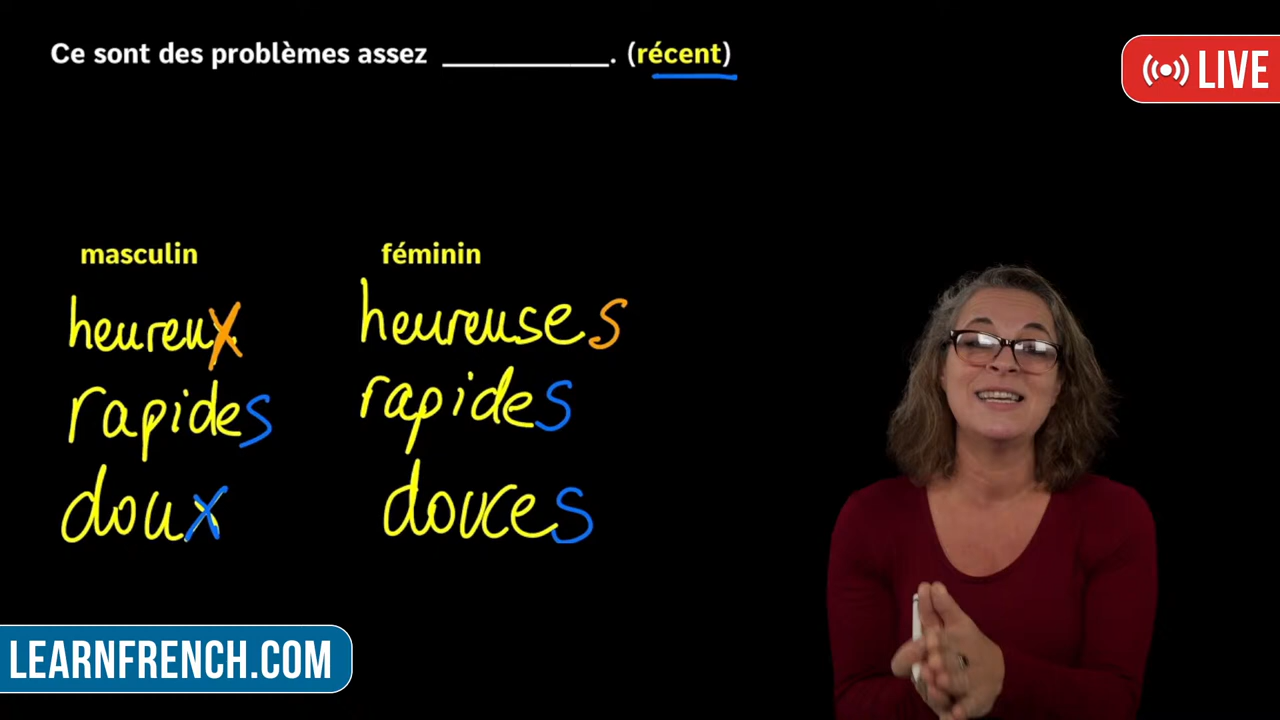 Ce sont des problèmes assez ___________. (récent)
LIVE
masculin féminin
heureux heureuses
rapides rapides
doux douces
LEARNFRENCH.COM